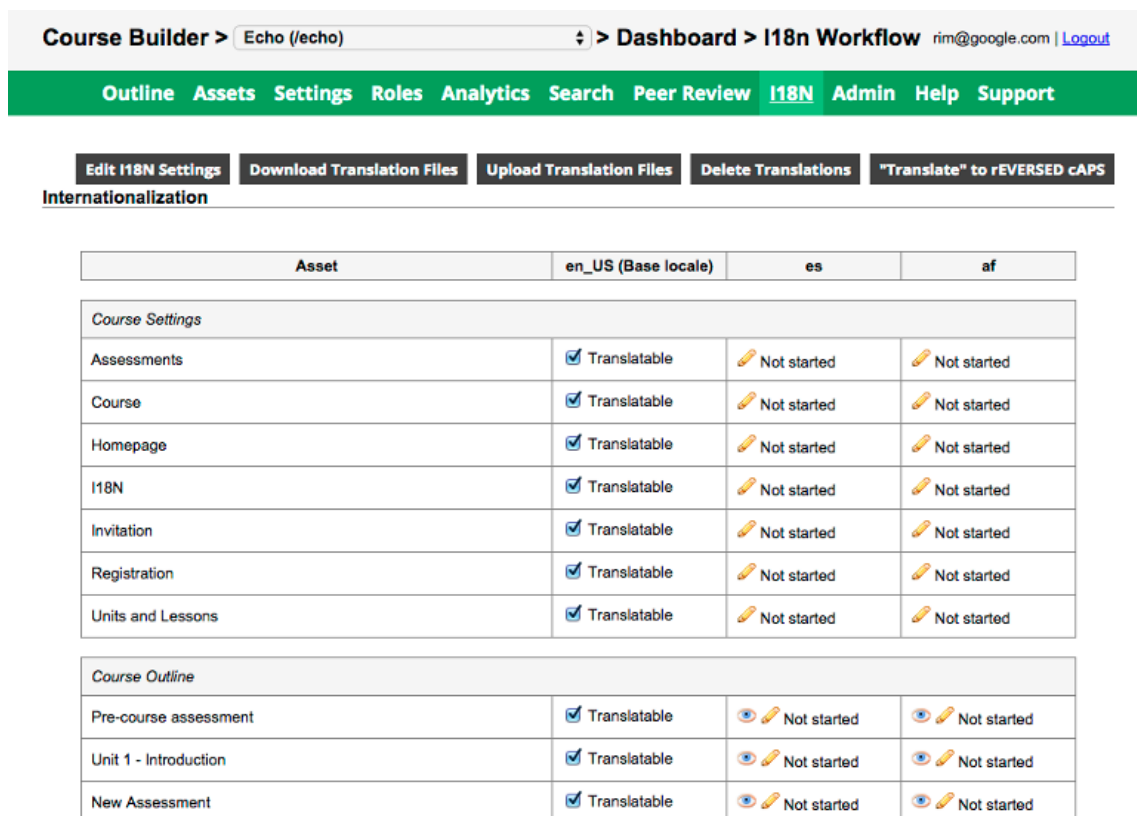 Course Builder > Echo (/echo) > Dashboard > I18n Workflow rim@google.com | Logout
Outline Assets Settings Roles Analytics Search Peer Review I18N Admin Help Support
Edit I18N Settings Download Translation Files Upload Translation Files Delete Translations "Translate" to rEVERSED cAPS
Internationalization
Asset en_US (Base locale) es af
Course Settings
Assessments Translatable Not started Not started
Course Translatable Not started Not started
Homepage Translatable Not started Not started
I18N Translatable Not started Not started
Invitation Translatable Not started Not started
Registration Translatable Not started Not started
Units and Lessons Translatable Not started Not started
Course Outline
Pre-course assessment Translatable Not started Not started
Unit 1 - Introduction Translatable Not started Not started
New Assessment Translatable Not started Not started